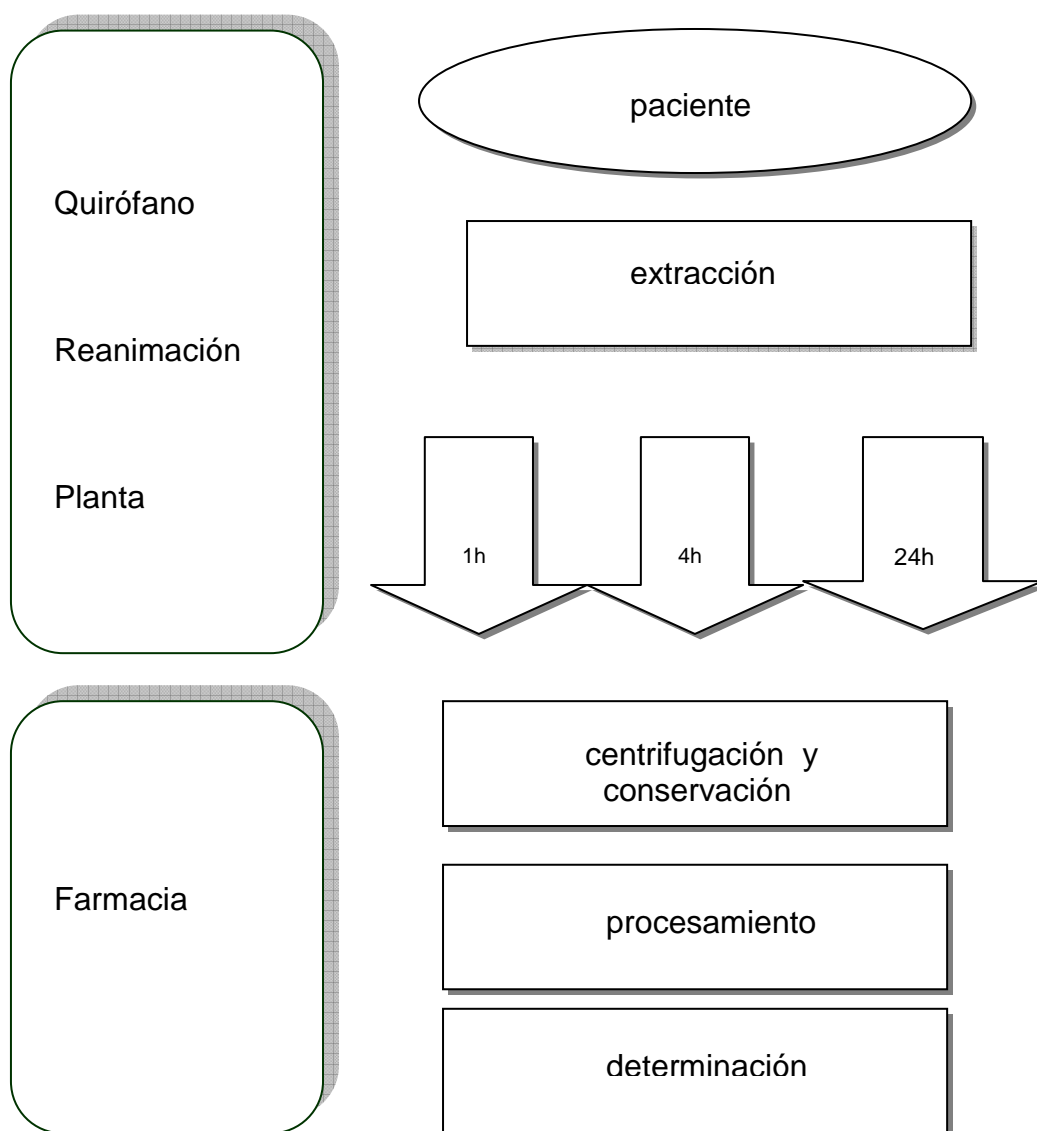 paciente
Quirófano
extracción
Reanimación
Planta
1h
4h
24h
centrifugación y
conservación
Farmacia
procesamiento
determinación